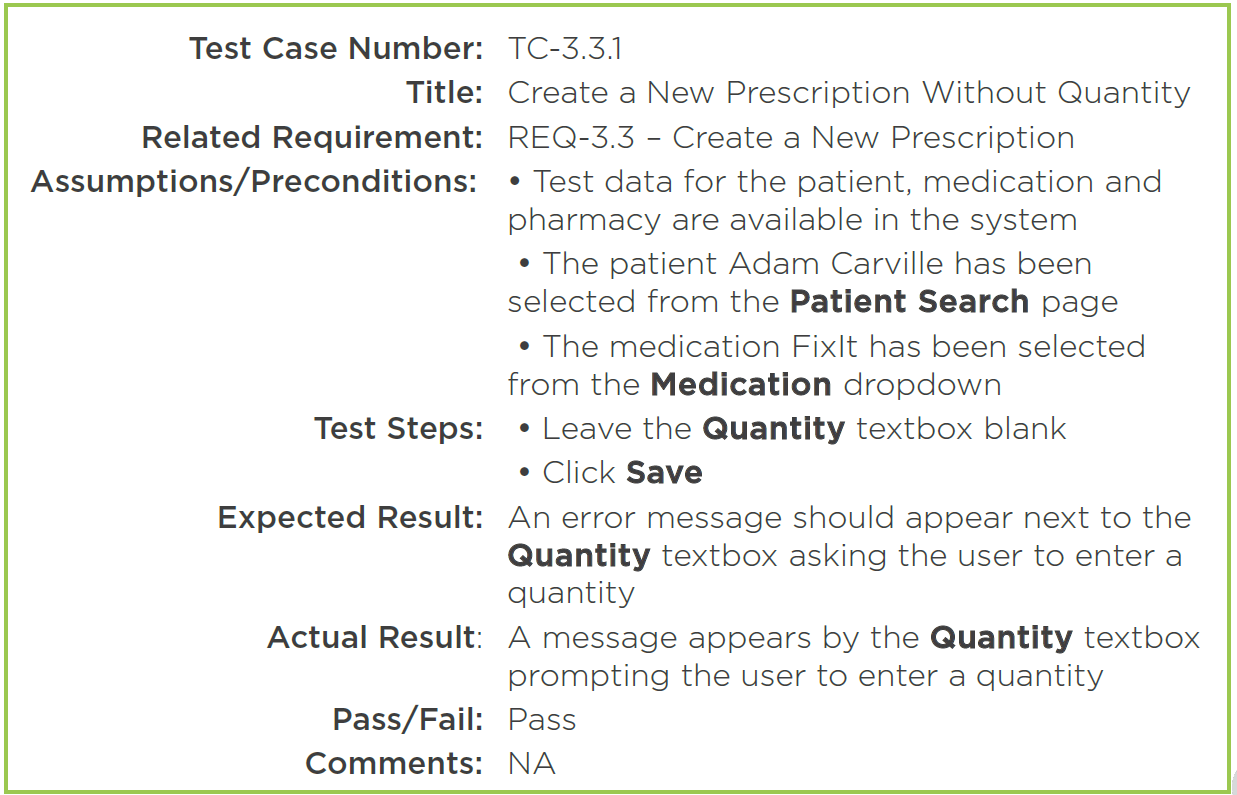 Test Case Number: TC-3.3.1
Title: Create a New Prescription Without Quantity
Related Requirement: REQ-3.3 – Create a New Prescription
Assumptions/Preconditions: • Test data for the patient, medication and
pharmacy are available in the system
• The patient Adam Carville has been
selected from the Patient Search page
• The medication FixIt has been selected
from the Medication dropdown
Test Steps: • Leave the Quantity textbox blank
• Click Save
Expected Result: An error message should appear next to the
Quantity textbox asking the user to enter a
quantity
Actual Result: A message appears by the Quantity textbox
prompting the user to enter a quantity
Pass/Fail: Pass
Comments: NA